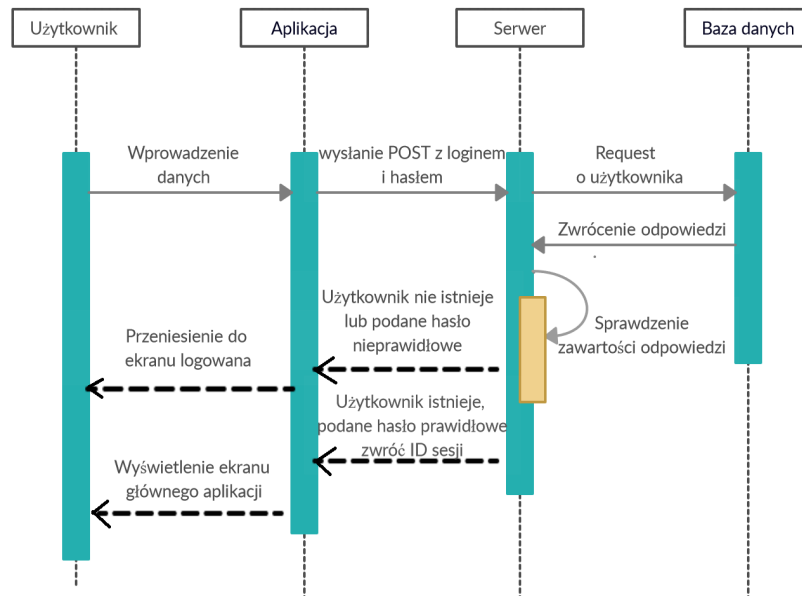 Użytkownik
Aplikacja
Serwer
Baza danych
Wprowadzenie
danych
wysłanie POST z loginem
i hasłem
Request
o użytkownika
Zwrócenie odpowiedzi
Sprawdzenie
zawartości odpowiedzi
Użytkownik nie istnieje
lub podane hasło
nieprawidłowe
Przeniesienie do
ekranu logowana
Użytkownik istnieje,
podane hasło prawidłowe
zwróć ID sesji
Wyświetlenie ekranu
głównego aplikacji